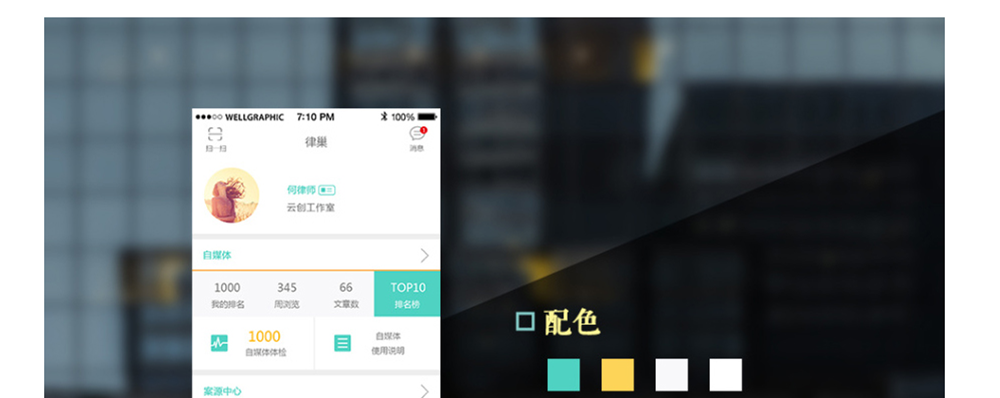 WELLGRAPHIC 7:10 PM 100%
扫一扫 律巢 1 消息
何律师
云创工作室
自媒体
1000 345 66 TOP10
我的排名 周浏览 文章数 排名榜
1000 自媒体
自媒体体检 使用说明
案源中心
配色